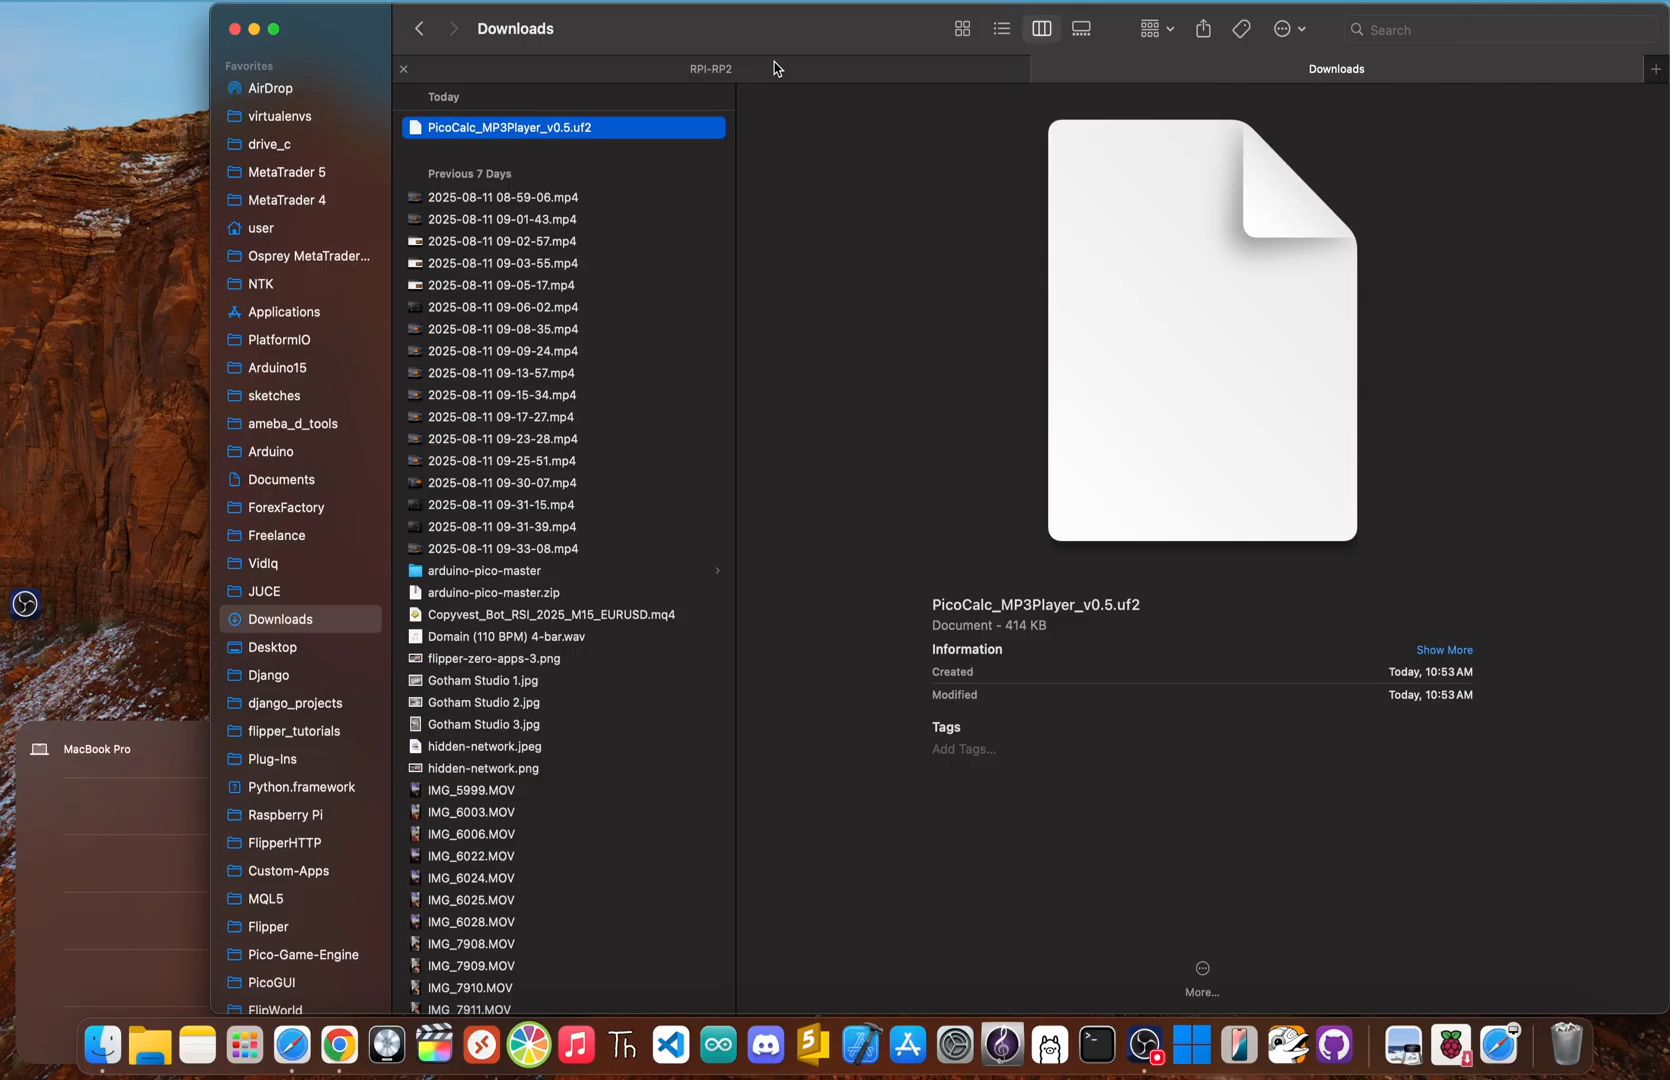 Downloads
Search
RPI-RP2
Downloads
Favorites
AirDrop
virtualenvs
drive_c
MetaTrader 5
MetaTrader 4
user
Osprey MetaTrader...
NTK
Applications
PlatformIO
Arduino15
sketches
ameba_d_tools
Arduino
Documents
ForexFactory
Freelance
VidIq
JUCE
Downloads
Desktop
Django
django_projects
flipper_tutorials
Plug-Ins
Python.framework
Raspberry Pi
FlipperHTTP
Custom-Apps
MQL5
Flipper
Pico-Game-Engine
PicoGUI
FlipWorld
Today
PicoCalc_MP3Player_v0.5.uf2
Previous 7 Days
2025-08-11 08-59-06.mp4
2025-08-11 09-01-43.mp4
2025-08-11 09-02-57.mp4
2025-08-11 09-03-55.mp4
2025-08-11 09-05-17.mp4
2025-08-11 09-06-02.mp4
2025-08-11 09-08-35.mp4
2025-08-11 09-09-24.mp4
2025-08-11 09-13-57.mp4
2025-08-11 09-15-34.mp4
2025-08-11 09-17-27.mp4
2025-08-11 09-23-28.mp4
2025-08-11 09-25-51.mp4
2025-08-11 09-30-07.mp4
2025-08-11 09-31-15.mp4
2025-08-11 09-31-39.mp4
2025-08-11 09-33-08.mp4
arduino-pico-master
arduino-pico-master.zip
Copyvest_Bot_RSI_2025_M15_EURUSD.mq4
Domain (110 BPM) 4-bar.wav
flipper-zero-apps-3.png
Gotham Studio 1.jpg
Gotham Studio 2.jpg
Gotham Studio 3.jpg
hidden-network.jpeg
hidden-network.png
IMG_5999.MOV
IMG_6003.MOV
IMG_6006.MOV
IMG_6022.MOV
IMG_6024.MOV
IMG_6025.MOV
IMG_6028.MOV
IMG_7908.MOV
IMG_7909.MOV
IMG_7910.MOV
IMG_7911.MOV
PicoCalc_MP3Player_v0.5.uf2
Document - 414 KB
Information
Show More
Created
Today, 10:53 AM
Modified
Today, 10:53 AM
Tags
Add Tags...
More...
MacBook Pro
Th